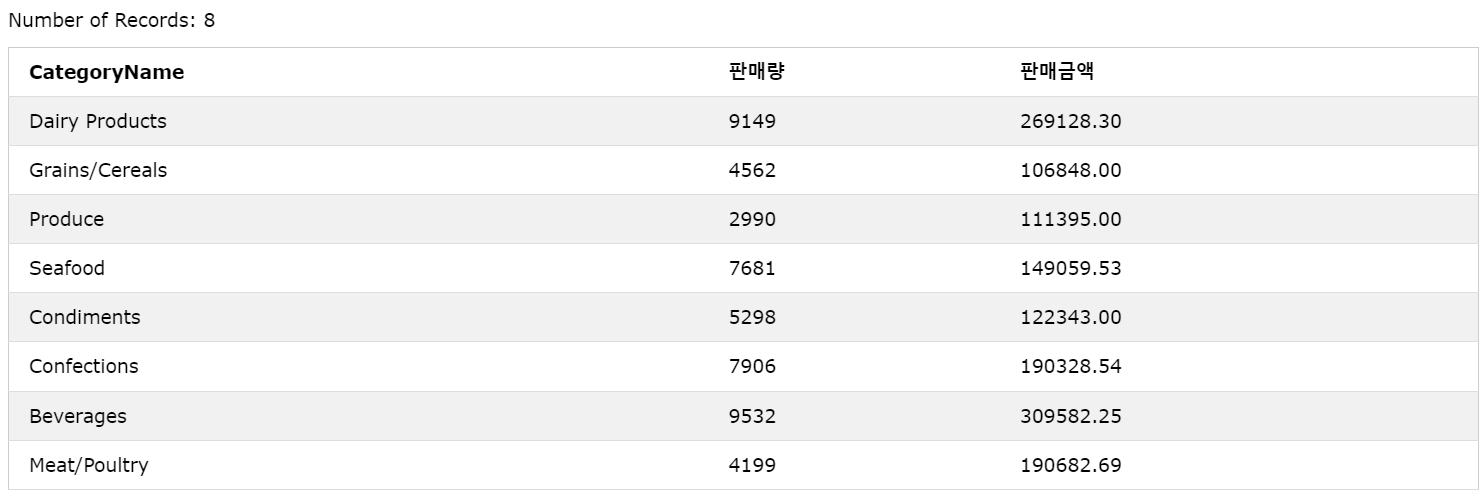 Number of Records: 8
CategoryName 판매량 판매금액
Dairy Products 9149 269128.30
Grains/Cereals 4562 106848.00
Produce 2990 111395.00
Seafood 7681 149059.53
Condiments 5298 122343.00
Confections 7906 190328.54
Beverages 9532 309582.25
Meat/Poultry 4199 190682.69